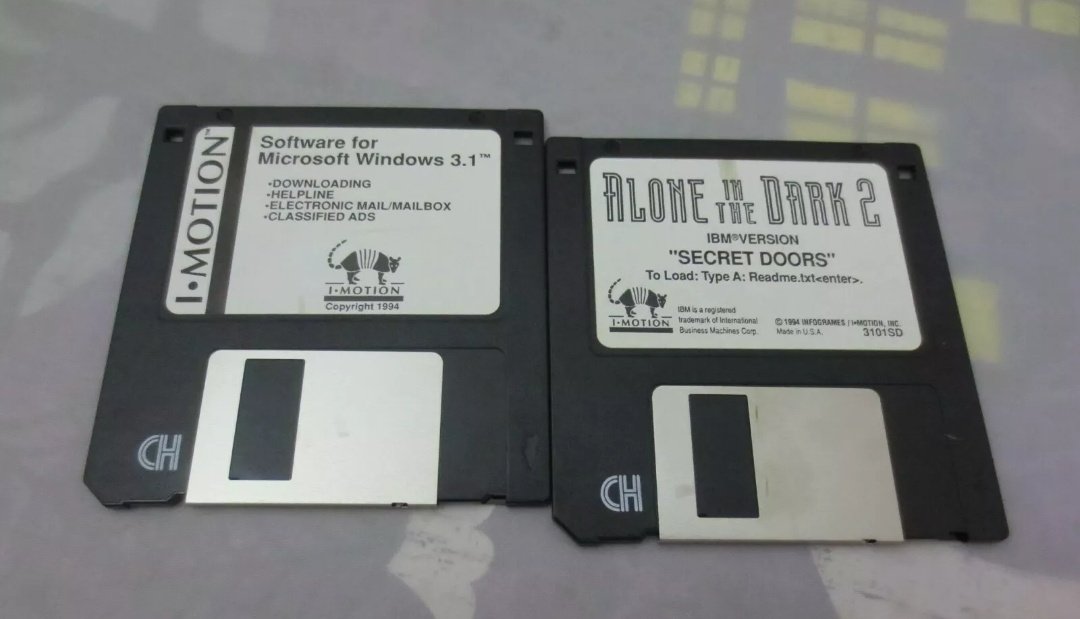 I•MOTION™
Software for
Microsoft Windows 3.1™
•DOWNLOADING
•HELPLINE
•ELECTRONIC MAIL/MAILBOX
•CLASSIFIED ADS
I•MOTION
Copyright 1994
CH
ALONE IN THE DARK 2
IBM®VERSION
"SECRET DOORS"
To Load: Type A: Readme.txt<enter>.
I•MOTION
IBM is a registered
trademark of International
Business Machines Corp.
© 1994 INFOGRAMES / I•MOTION, INC.
Made in U.S.A.
3101SD
CH